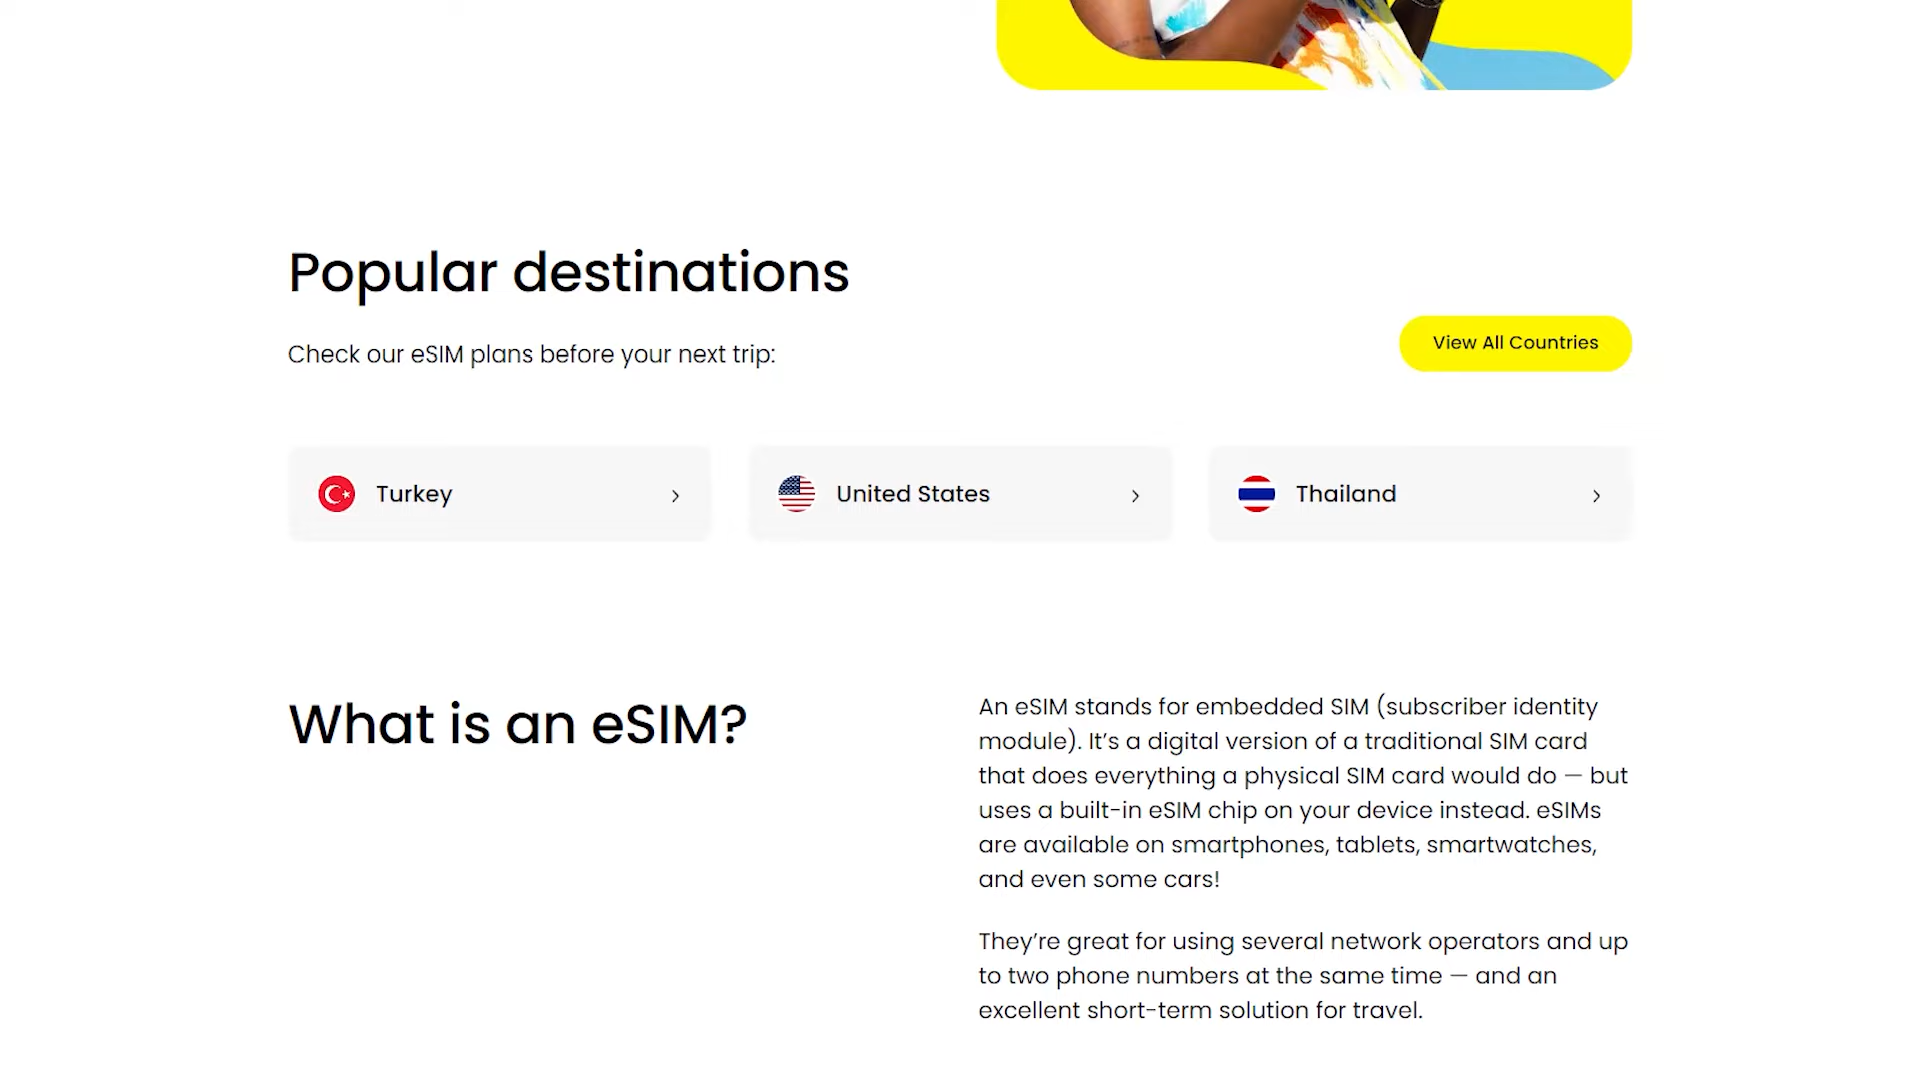 Popular destinations
Check our eSIM plans before your next trip:
View All Countries
Turkey
United States
Thailand
What is an eSIM?
An eSIM stands for embedded SIM (subscriber identity
module). It’s a digital version of a traditional SIM card
that does everything a physical SIM card would do — but
uses a built-in eSIM chip on your device instead. eSIMs
are available on smartphones, tablets, smartwatches,
and even some cars!
They’re great for using several network operators and up
to two phone numbers at the same time — and an
excellent short-term solution for travel.